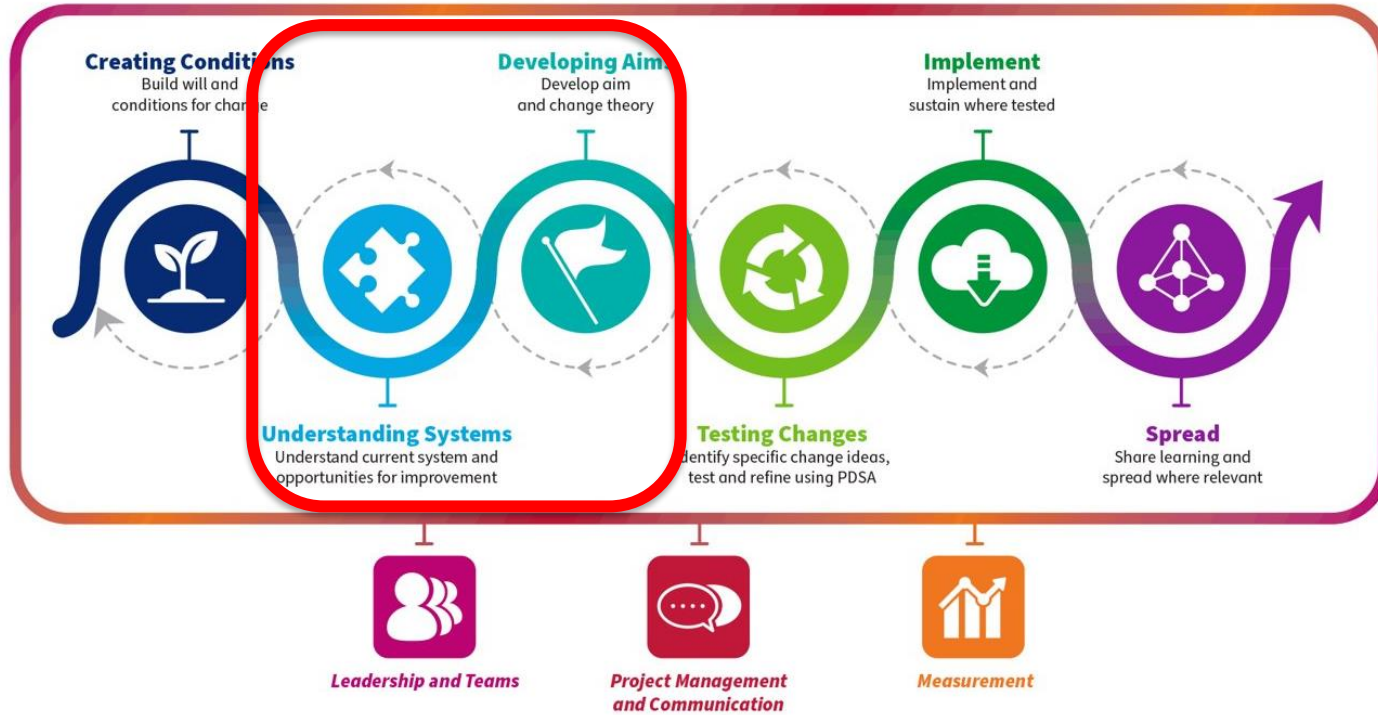 Creating Conditions
Build will and
conditions for change
Developing Aims
Develop aim
and change theory
Implement
Implement and
sustain where tested
Understanding Systems
Understand current system and
opportunities for improvement
Testing Changes
Identify specific change ideas,
test and refine using PDSA
Spread
Share learning and
spread where relevant
Leadership and Teams
Project Management
and Communication
Measurement